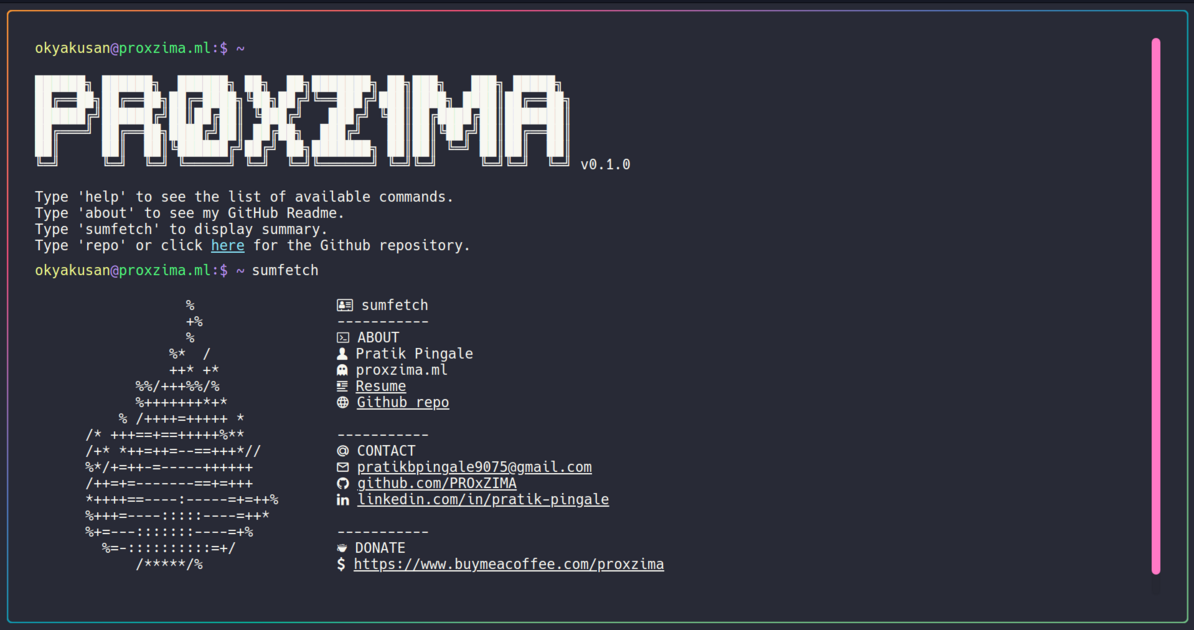 okyakusan@proxzima.ml:$ ~
PROXZIMA v0.1.0
Type 'help' to see the list of available commands.
Type 'about' to see my GitHub Readme.
Type 'sumfetch' to display summary.
Type 'repo' or click here for the Github repository.
okyakusan@proxzima.ml:$ ~ sumfetch
sumfetch
-----------
ABOUT
Pratik Pingale
proxzima.ml
Resume
Github repo
-----------
CONTACT
pratikbpingale9075@gmail.com
github.com/PROxZIMA
linkedin.com/in/pratik-pingale
-----------
DONATE
$ https://www.buymeacoffee.com/proxzima